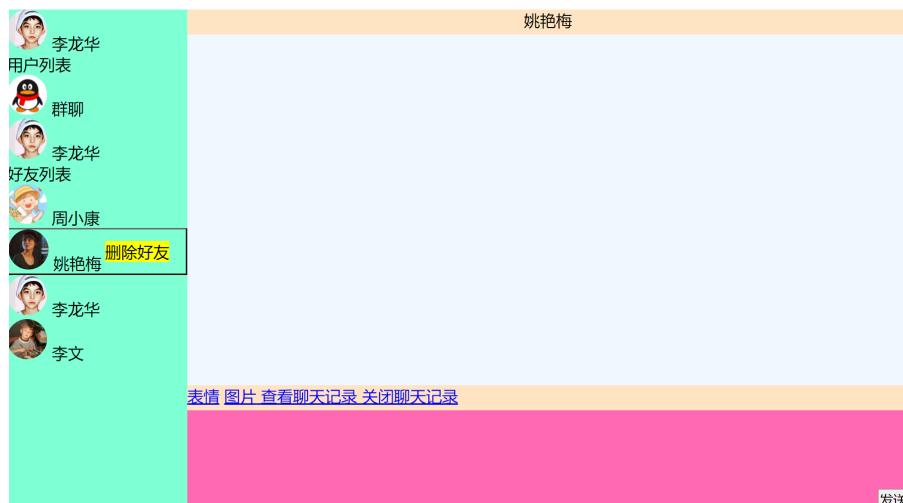 李龙华
用户列表
群聊
李龙华
好友列表
周小康
姚艳梅 删除好友
李龙华
李文
姚艳梅
表情 图片 查看聊天记录 关闭聊天记录
发送